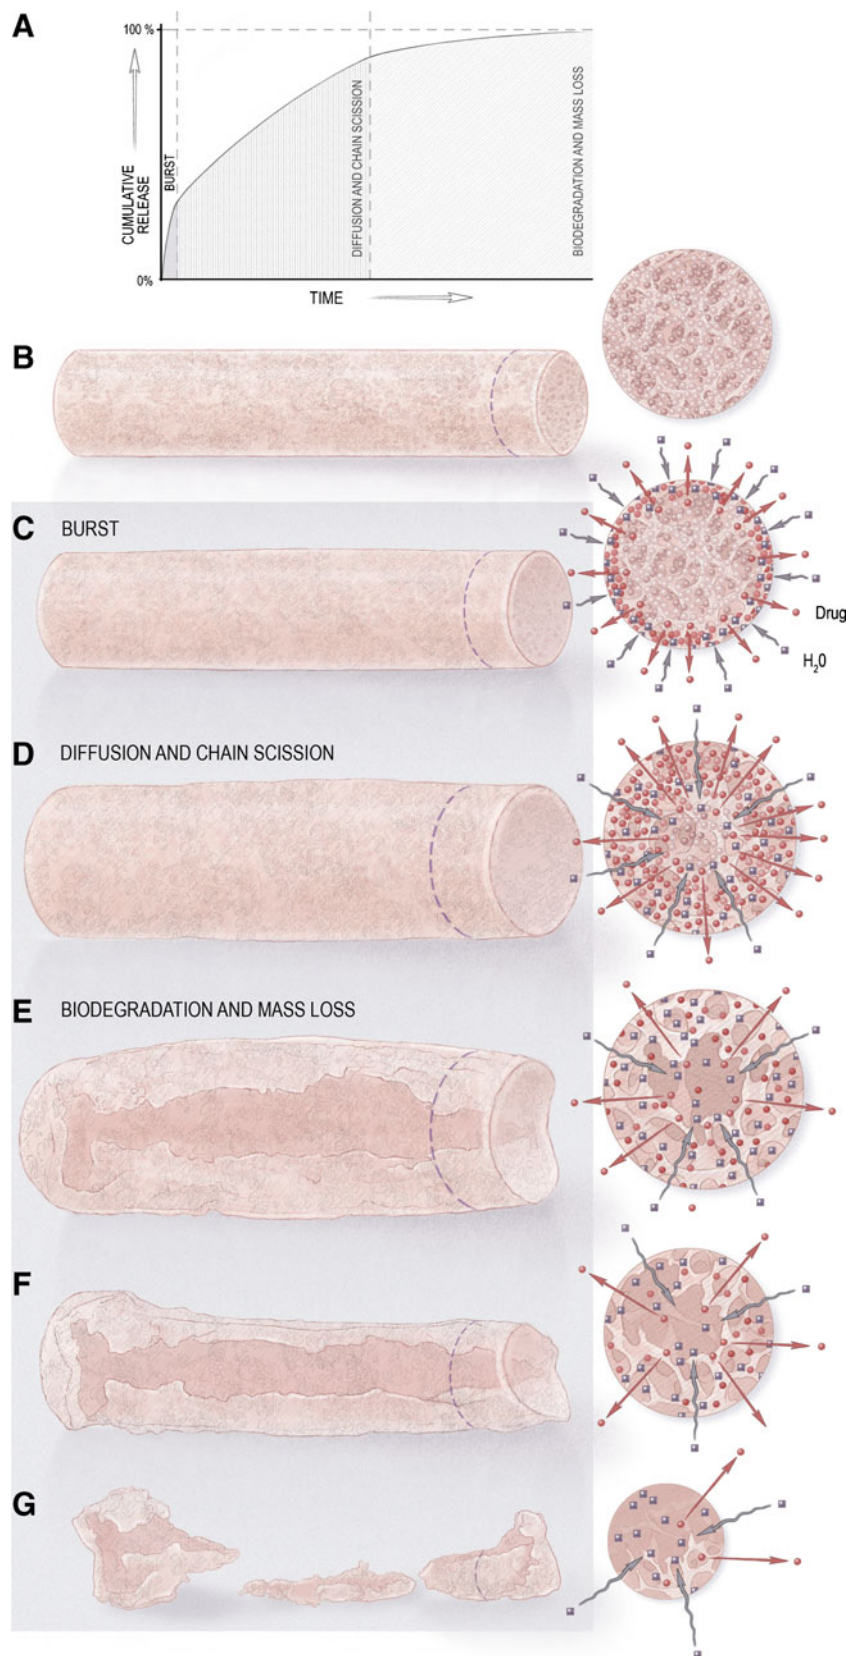 A
100 %
CUMULATIVE
RELEASE
BURST
DIFFUSION AND CHAIN SCISSION
BIODEGRADATION AND MASS LOSS
0%
TIME
B
C BURST
Drug
H₂0
D DIFFUSION AND CHAIN SCISSION
E BIODEGRADATION AND MASS LOSS
F
G